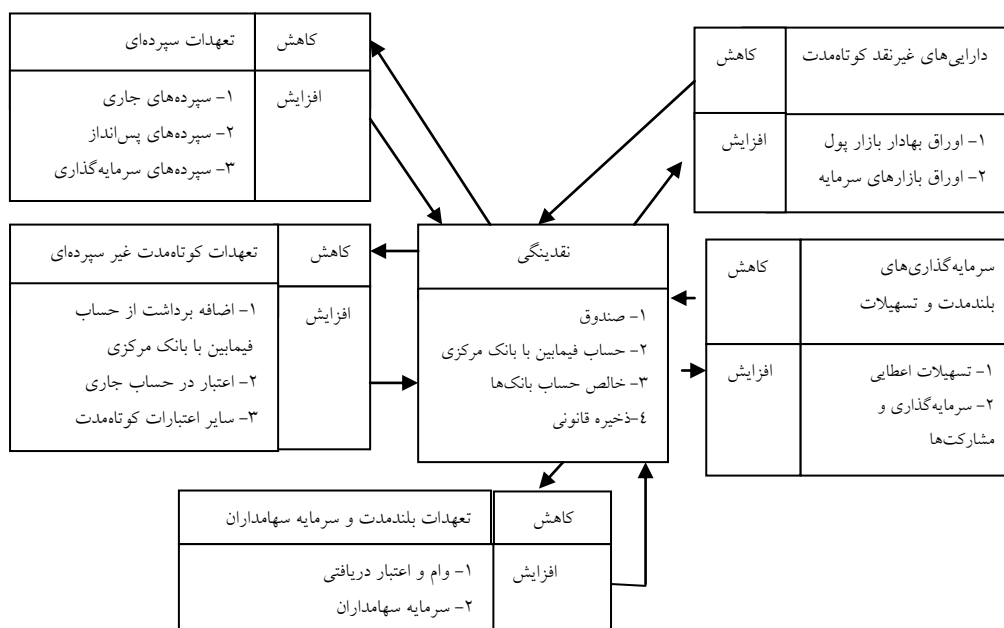 دارایی‌های غیرنقد کوتاه‌مدت
کاهش
افزایش
۱- اوراق بهادار بازار پول
۲- اوراق بازارهای سرمایه
کاهش
تعهدات سپرده‌ای
افزایش
۱- سپرده‌های جاری
۲- سپرده‌های پس‌انداز
۳- سپرده‌های سرمایه‌گذاری
سرمایه‌گذاری‌های
بلندمدت و تسهیلات
کاهش
افزایش
۱- تسهیلات اعطایی
۲- سرمایه‌گذاری و
مشارکت‌ها
نقدینگی
۱- صندوق
۲- حساب فیمابین با بانک مرکزی
۳- خالص حساب بانک‌ها
٤-ذخیره قانونی
کاهش
تعهدات کوتاه‌مدت غیر سپرده‌ای
افزایش
۱- اضافه برداشت از حساب
فیمابین با بانک مرکزی
۲- اعتبار در حساب جاری
۳- سایر اعتبارات کوتاه‌مدت
کاهش
تعهدات بلندمدت و سرمایه سهامداران
افزایش
۱- وام و اعتبار دریافتی
۲- سرمایه سهامداران